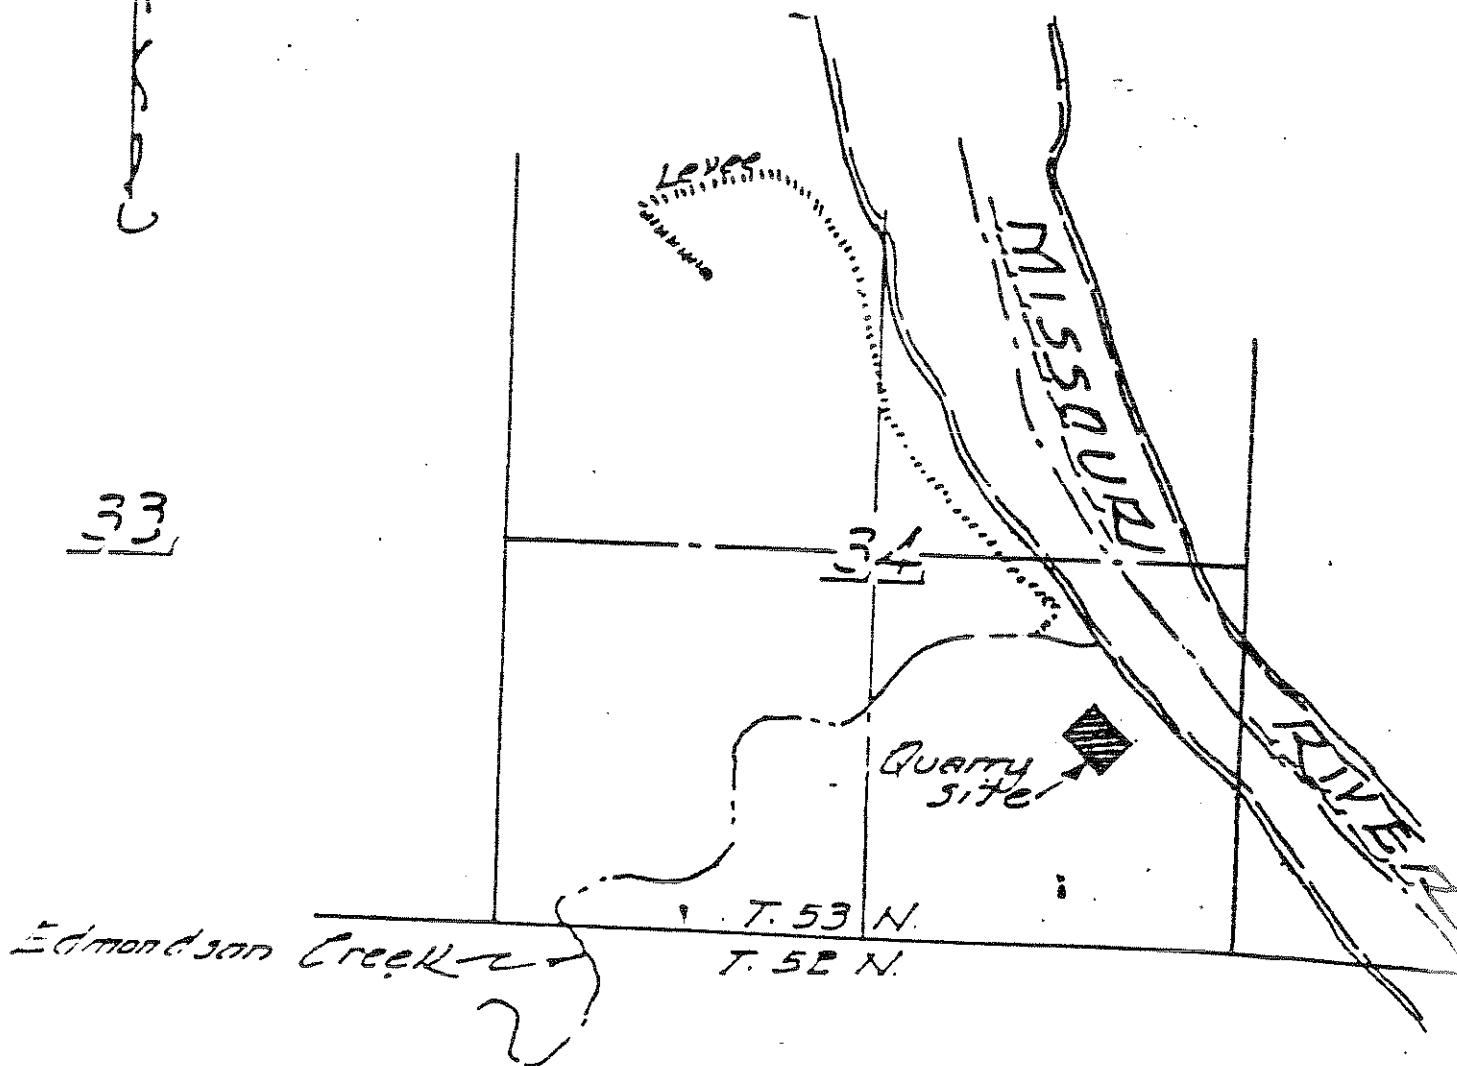 Levee
MISSOURI
33
34
Quarry
site
RIVER
T. 53 N.
Edmondson Creek
T. 52 N.